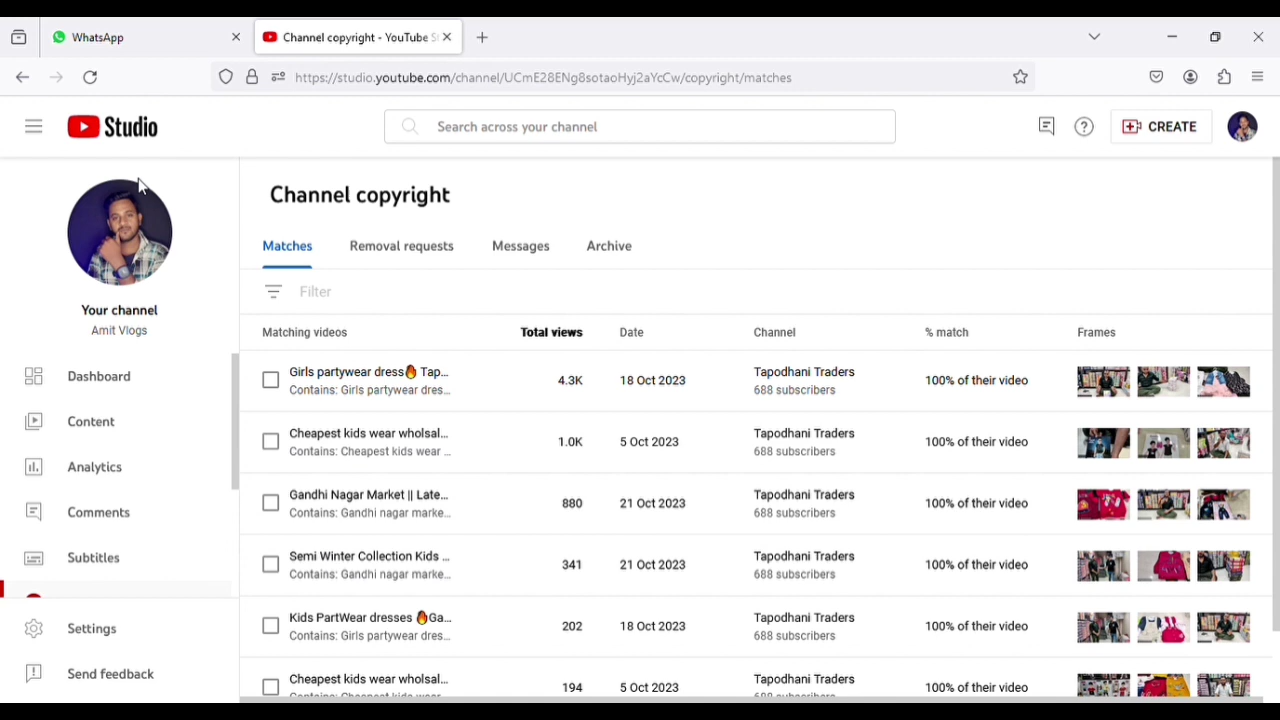 WhatsApp
Channel copyright - YouTube S
https://studio.youtube.com/channel/UCmE28ENg8sotaoHyj2aYcCw/copyright/matches
Studio
Search across your channel
CREATE
Your channel
Amit Vlogs
Dashboard
Content
Analytics
Comments
Subtitles
Settings
Send feedback
Channel copyright
Matches Removal requests Messages Archive
Filter
Matching videos Total views Date Channel % match Frames
Girls partywear dress🔥 Tap... 4.3K 18 Oct 2023 Tapodhani Traders 100% of their video
Contains: Girls partywear dres... 688 subscribers
Cheapest kids wear wholsal... 1.0K 5 Oct 2023 Tapodhani Traders 100% of their video
Contains: Cheapest kids wear ... 688 subscribers
Gandhi Nagar Market || Late... 880 21 Oct 2023 Tapodhani Traders 100% of their video
Contains: Gandhi nagar marke... 688 subscribers
Semi Winter Collection Kids ... 341 21 Oct 2023 Tapodhani Traders 100% of their video
Contains: Gandhi nagar marke... 688 subscribers
Kids PartWear dresses 🔥Ga... 202 18 Oct 2023 Tapodhani Traders 100% of their video
Contains: Girls partywear dres... 688 subscribers
Cheapest kids wear wholsal... 194 5 Oct 2023 Tapodhani Traders 100% of their video
Contains: Cheapest kids wear ... 688 subscribers